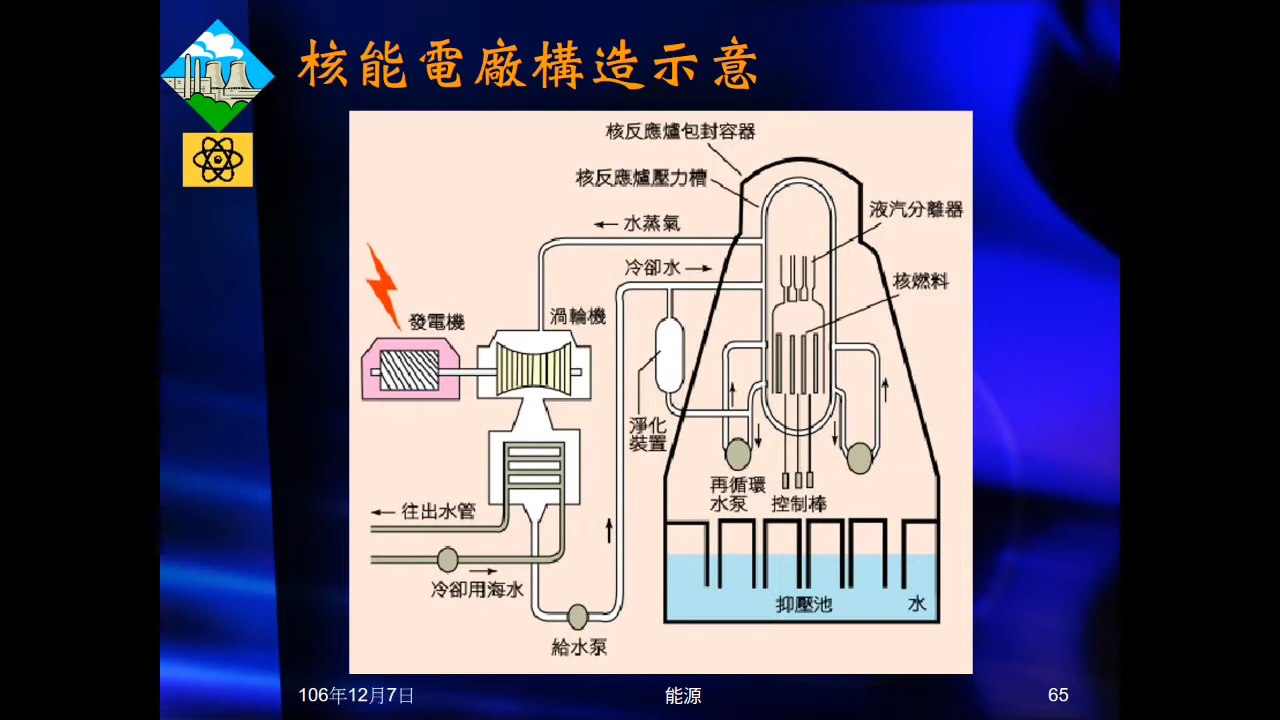 核能電廠構造示意
核反應爐包封容器
核反應爐壓力槽
液汽分離器
水蒸氣
冷卻水
核燃料
渦輪機
發電機
淨化
裝置
再循環
水泵
控制棒
往出水管
冷卻用海水
抑壓池
水
給水泵
106年12月7日
能源
65